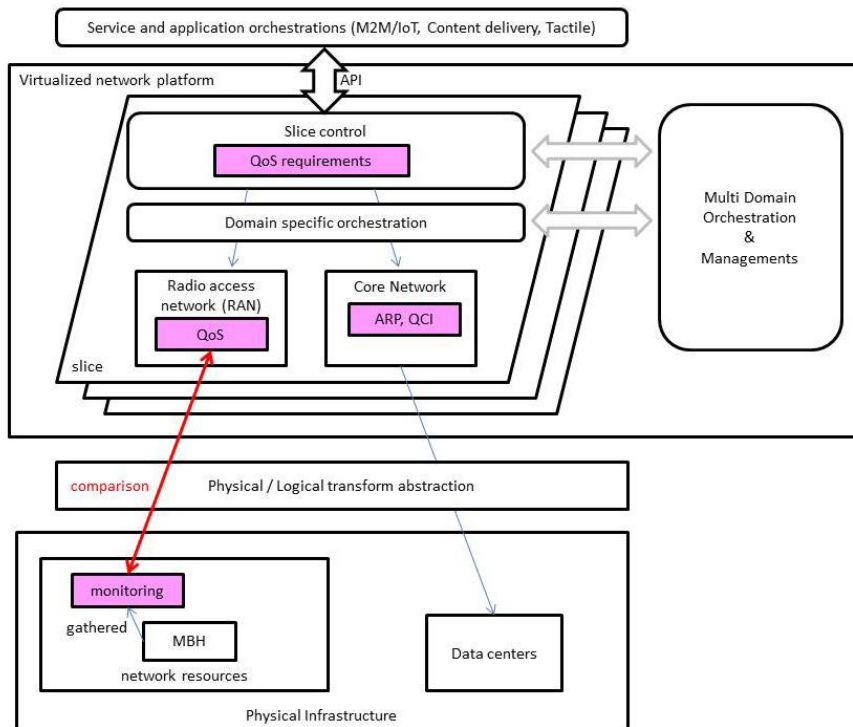 Service and application orchestrations (M2M/IoT, Content delivery, Tactile)
Virtualized network platform
API
Slice control
QoS requirements
Domain specific orchestration
Radio access
network (RAN)
QoS
Core Network
ARP, QCI
slice
Multi Domain
Orchestration
&
Managements
comparison
Physical / Logical transform abstraction
monitoring
gathered
MBH
network resources
Data centers
Physical Infrastructure